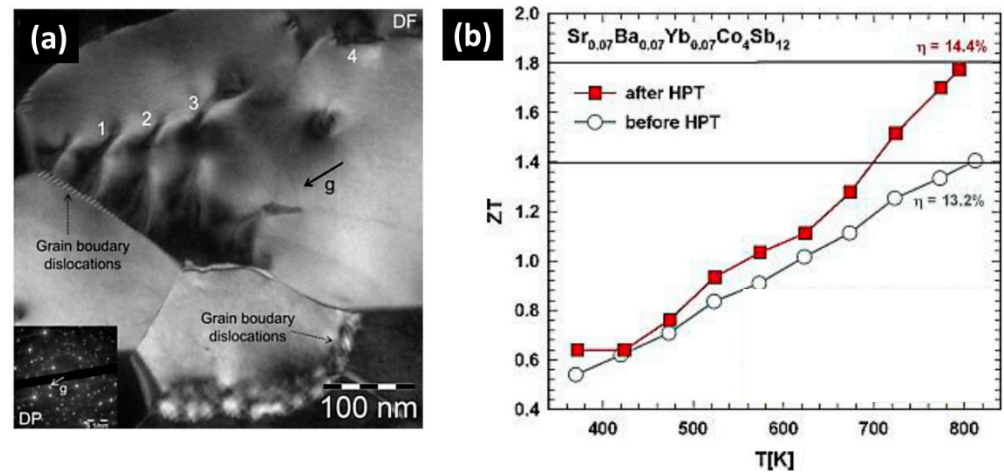 (a)
DF
4
3
2
1
g
Grain boudary
dislocations
Grain boudary
dislocations
g
DP
100 nm
(b)
Sr0.07Ba0.07Yb0.07Co4Sb12
η = 14.4%
after HPT
before HPT
η = 13.2%
ZT
2.0
1.8
1.6
1.4
1.2
1.0
0.8
0.6
0.4
400 500 600 700 800
T[K]